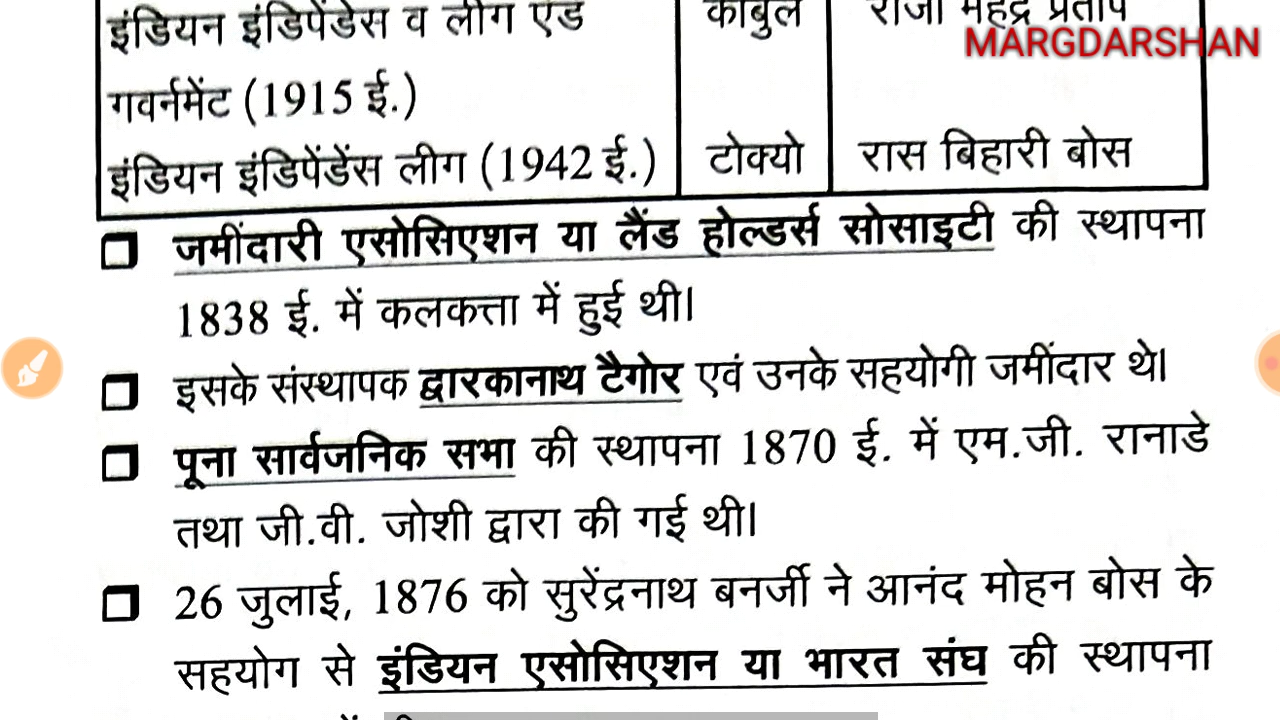 इंडियन इंडिपेंडेंस व लीग एंड
काबुल
राजा महेंद्र प्रताप
MARGDARSHAN
गवर्नमेंट (1915 ई.)
इंडियन इंडिपेंडेंस लीग (1942 ई.)
टोक्यो
रास बिहारी बोस
जमींदारी एसोसिएशन या लैंड होल्डर्स सोसाइटी की स्थापना
1838 ई. में कलकत्ता में हुई थी।
इसके संस्थापक द्वारकानाथ टैगोर एवं उनके सहयोगी जमींदार थे।
पूना सार्वजनिक सभा की स्थापना 1870 ई. में एम.जी. रानाडे
तथा जी.वी. जोशी द्वारा की गई थी।
26 जुलाई, 1876 को सुरेंद्रनाथ बनर्जी ने आनंद मोहन बोस के
सहयोग से इंडियन एसोसिएशन या भारत संघ की स्थापना